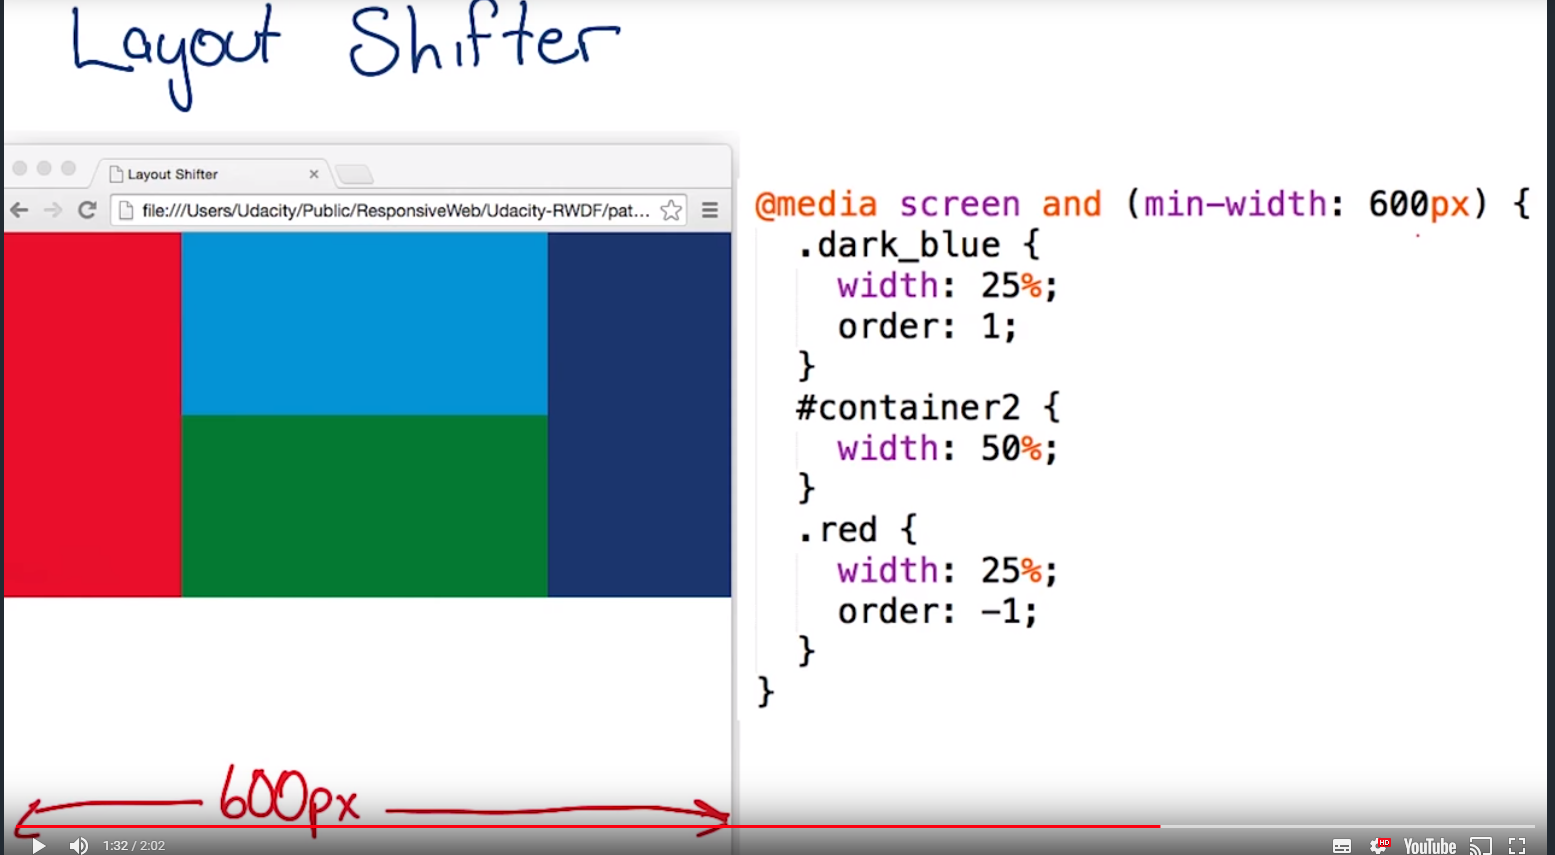 Layout Shifter
Layout Shifter
file:///Users/Udacity/Public/ResponsiveWeb/Udacity-RWDF/pat...
@media screen and (min-width: 600px) {
.dark_blue {
width: 25%;
order: 1;
}
#container2 {
width: 50%;
}
.red {
width: 25%;
order: -1;
}
}
600px
1:32 / 2:02
HD
YouTube